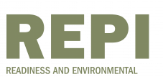 REPI
READINESS AND ENVIRONMENTAL